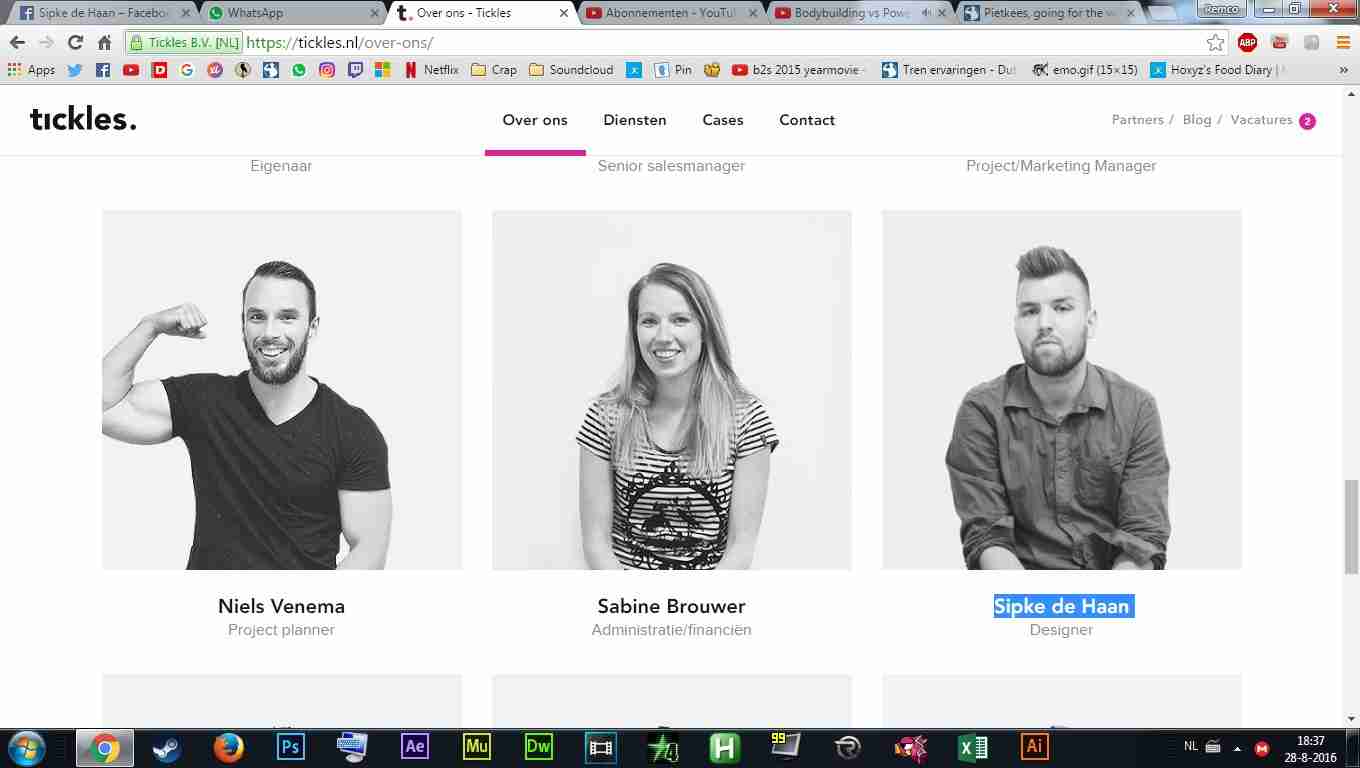 Sipke de Haan – Facebo
WhatsApp
Over ons - Tickles
Abonnementen - YouTu
Bodybuilding vs Powe
Pietkees, going for the w
Remco
Tickles B.V. [NL] https://tickles.nl/over-ons/
ABP
Apps
Netflix
Crap
Soundcloud
Pin
b2s 2015 yearmovie -
Tren ervaringen - Dut
emo.gif (15×15)
Hoxyz's Food Diary |
»
tickles.
Over ons
Diensten
Cases
Contact
Partners /
Blog /
Vacatures 2
Eigenaar
Senior salesmanager
Project/Marketing Manager
Niels Venema
Sabine Brouwer
Sipke de Haan
Project planner
Administratie/financiën
Designer
Ps
Ae
Mu
Dw
H
99
Ai
NL
18:37
28-8-2016